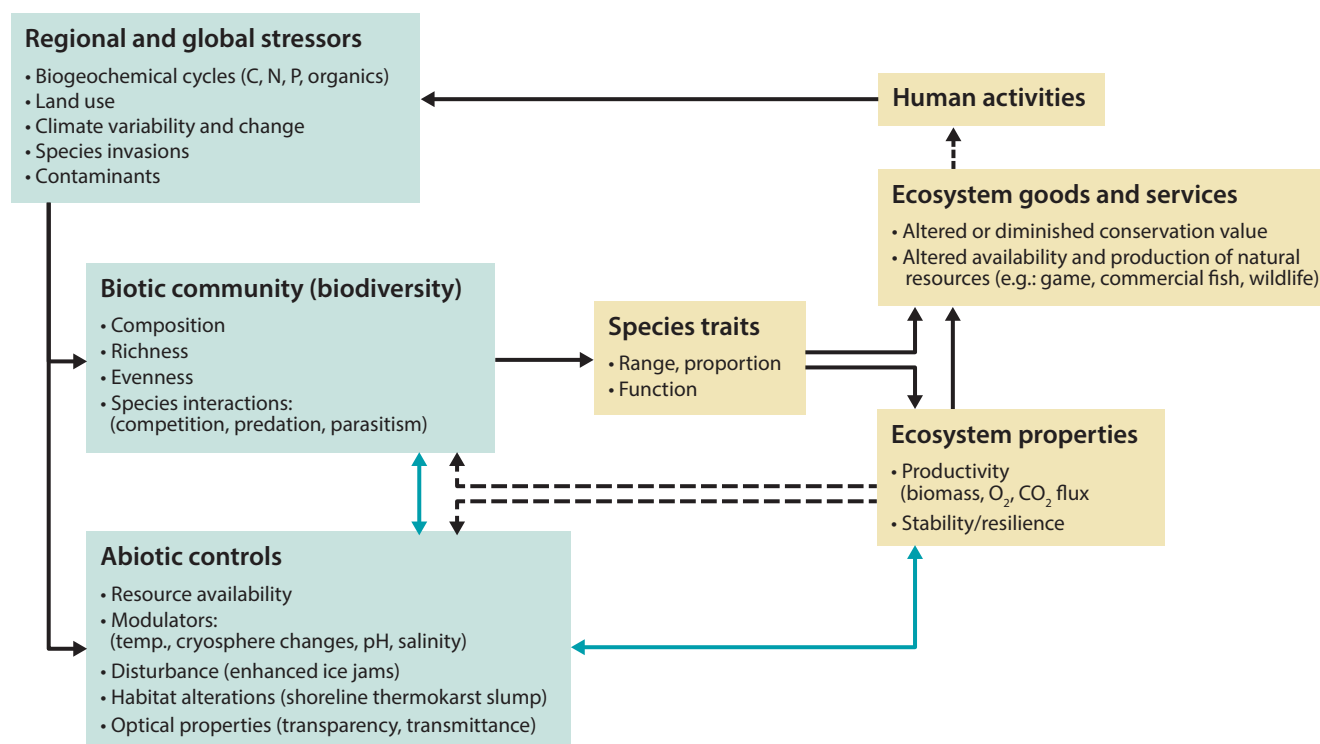 Regional and global stressors
• Biogeochemical cycles (C, N, P, organics)
• Land use
• Climate variability and change
• Species invasions
• Contaminants
Human activities
Ecosystem goods and services
• Altered or diminished conservation value
• Altered availability and production of natural
resources (e.g.: game, commercial fish, wildlife)
Biotic community (biodiversity)
• Composition
• Richness
• Evenness
• Species interactions:
(competition, predation, parasitism)
Species traits
• Range, proportion
• Function
Ecosystem properties
• Productivity
(biomass, O₂, CO₂ flux
• Stability/resilience
Abiotic controls
• Resource availability
• Modulators:
(temp., cryosphere changes, pH, salinity)
• Disturbance (enhanced ice jams)
• Habitat alterations (shoreline thermokarst slump)
• Optical properties (transparency, transmittance)